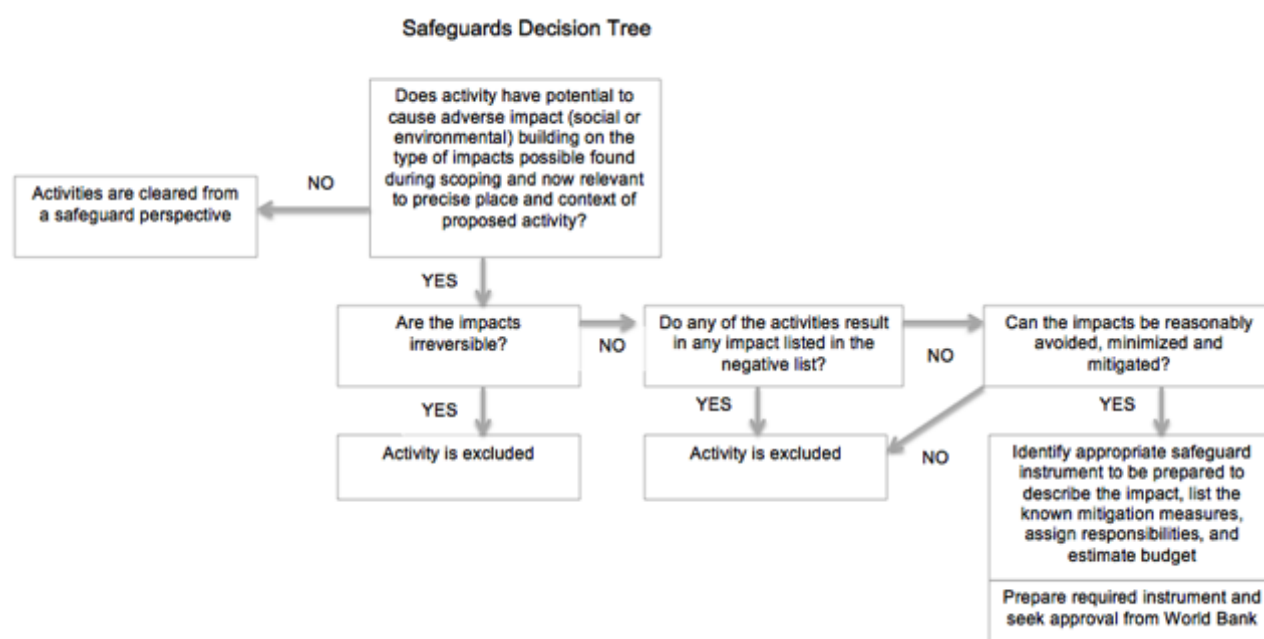 Safeguards Decision Tree
Does activity have potential to
cause adverse impact (social or
environmental) building on the
type of impacts possible found
during scoping and now relevant
to precise place and context of
proposed activity?
NO
Activities are cleared from
a safeguard perspective
YES
Are the impacts
irreversible?
NO
Do any of the activities result
in any impact listed in the
negative list?
NO
Can the impacts be reasonably
avoided, minimized and
mitigated?
YES
Activity is excluded
YES
Activity is excluded
NO
YES
Identify appropriate safeguard
instrument to be prepared to
describe the impact, list the
known mitigation measures,
assign responsibilities, and
estimate budget
Prepare required instrument and
seek approval from World Bank